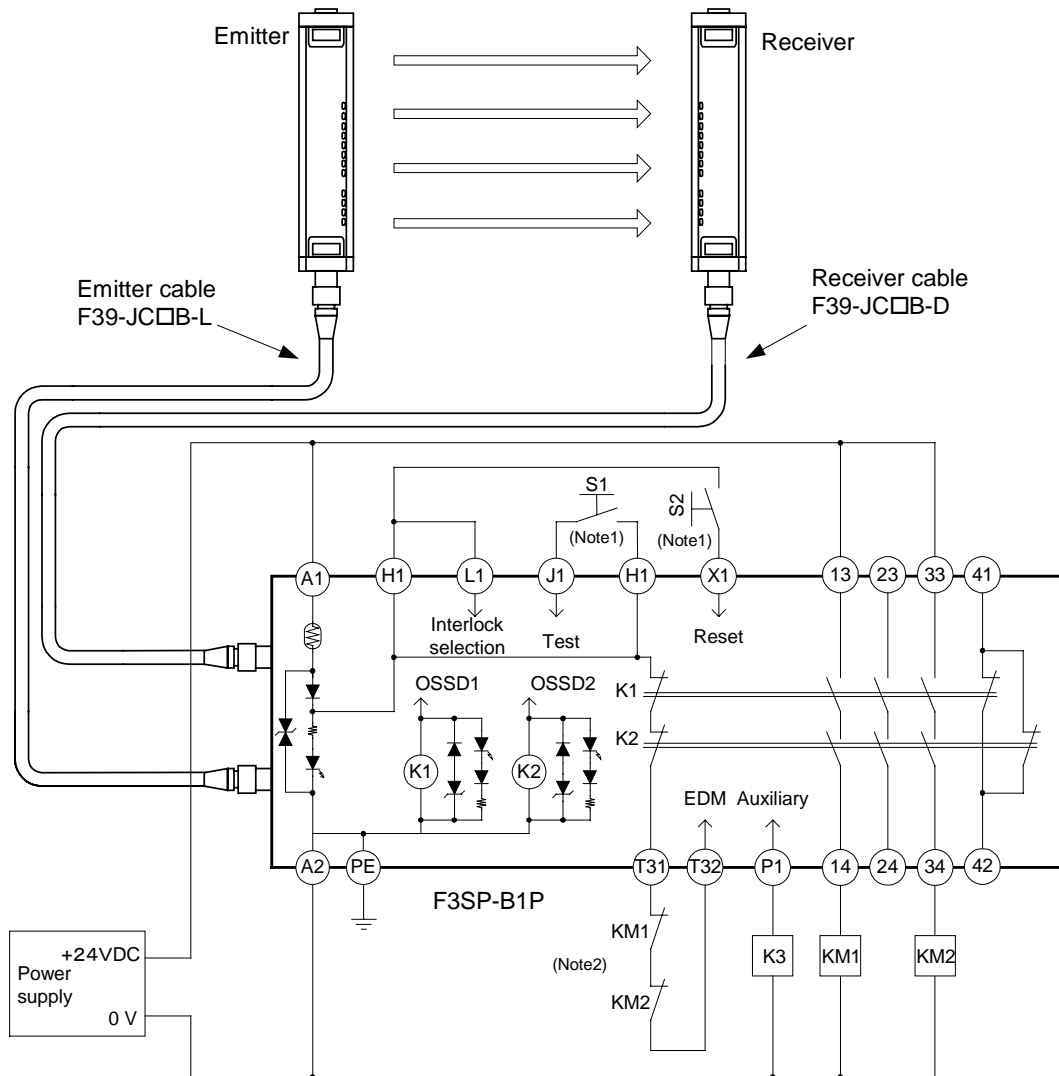 Emitter
Receiver
Emitter cable
F39-JC□B-L
Receiver cable
F39-JC□B-D
S1
(Note1)
S2
(Note1)
A1
H1
L1
J1
H1
X1
13
23
33
41
Interlock
selection
Test
Reset
OSSD1
OSSD2
K1
K2
K1
K2
EDM
Auxiliary
A2
PE
T31
T32
P1
14
24
34
42
F3SP-B1P
KM1
(Note2)
KM2
K3
KM1
KM2
+24VDC
Power
supply
0 V